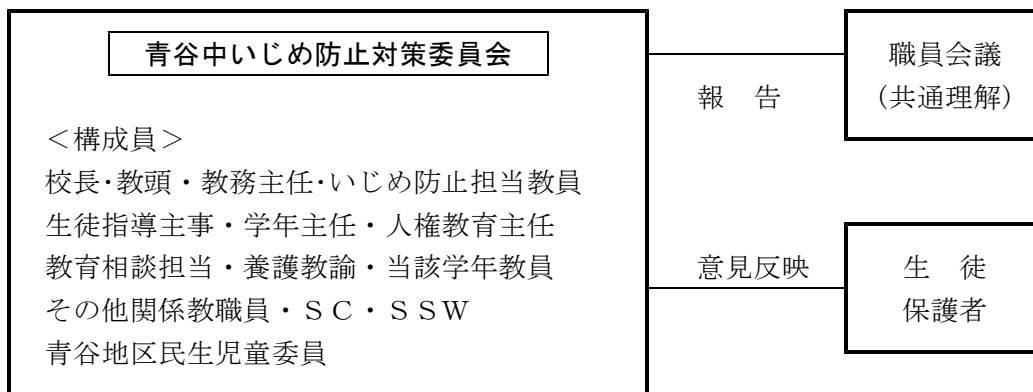 青谷中いじめ防止対策委員会
＜構成員＞
校長･教頭・教務主任･いじめ防止担当教員
生徒指導主事・学年主任・人権教育主任
教育相談担当・養護教諭・当該学年教員
その他関係教職員・ＳＣ・ＳＳＷ
青谷地区民生児童委員
報　告
職員会議
（共通理解）
意見反映
生　徒
保護者